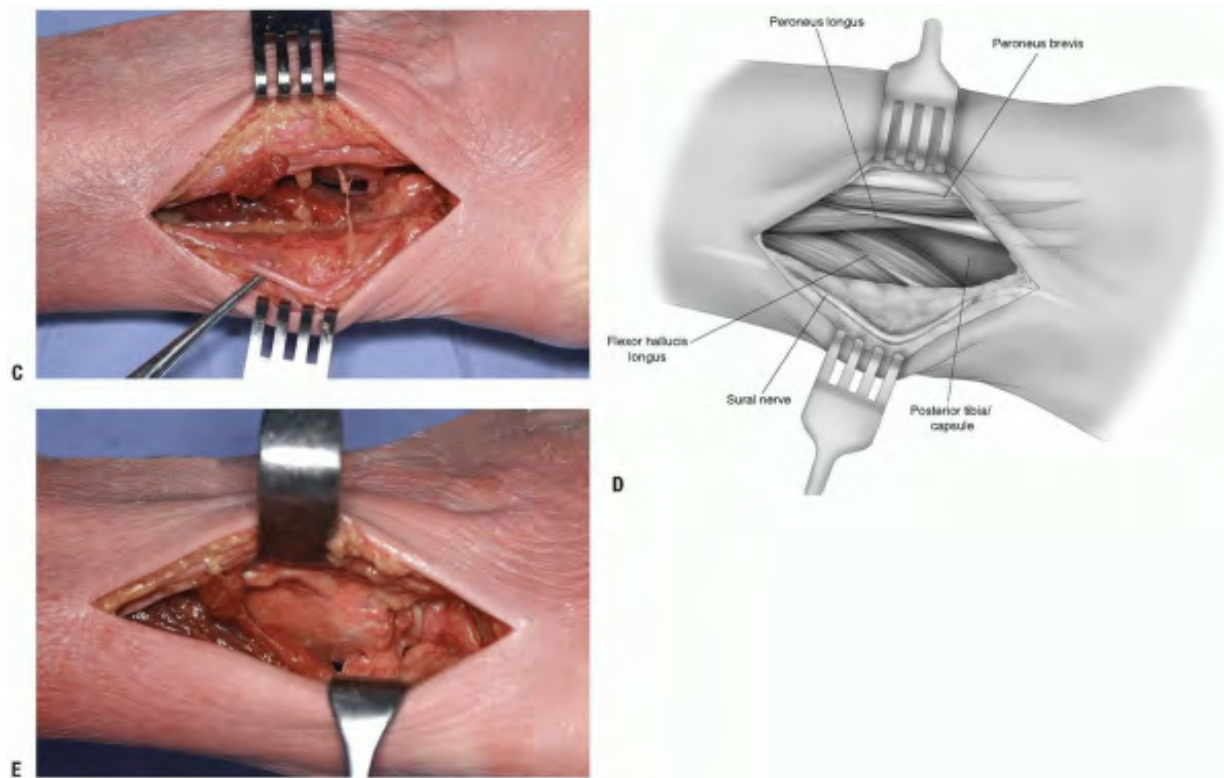 Peroneus longus
Peroneus brevis
C
Flexor hallucis
longus
Sural nerve
Posterior tibia/
capsule
D
E